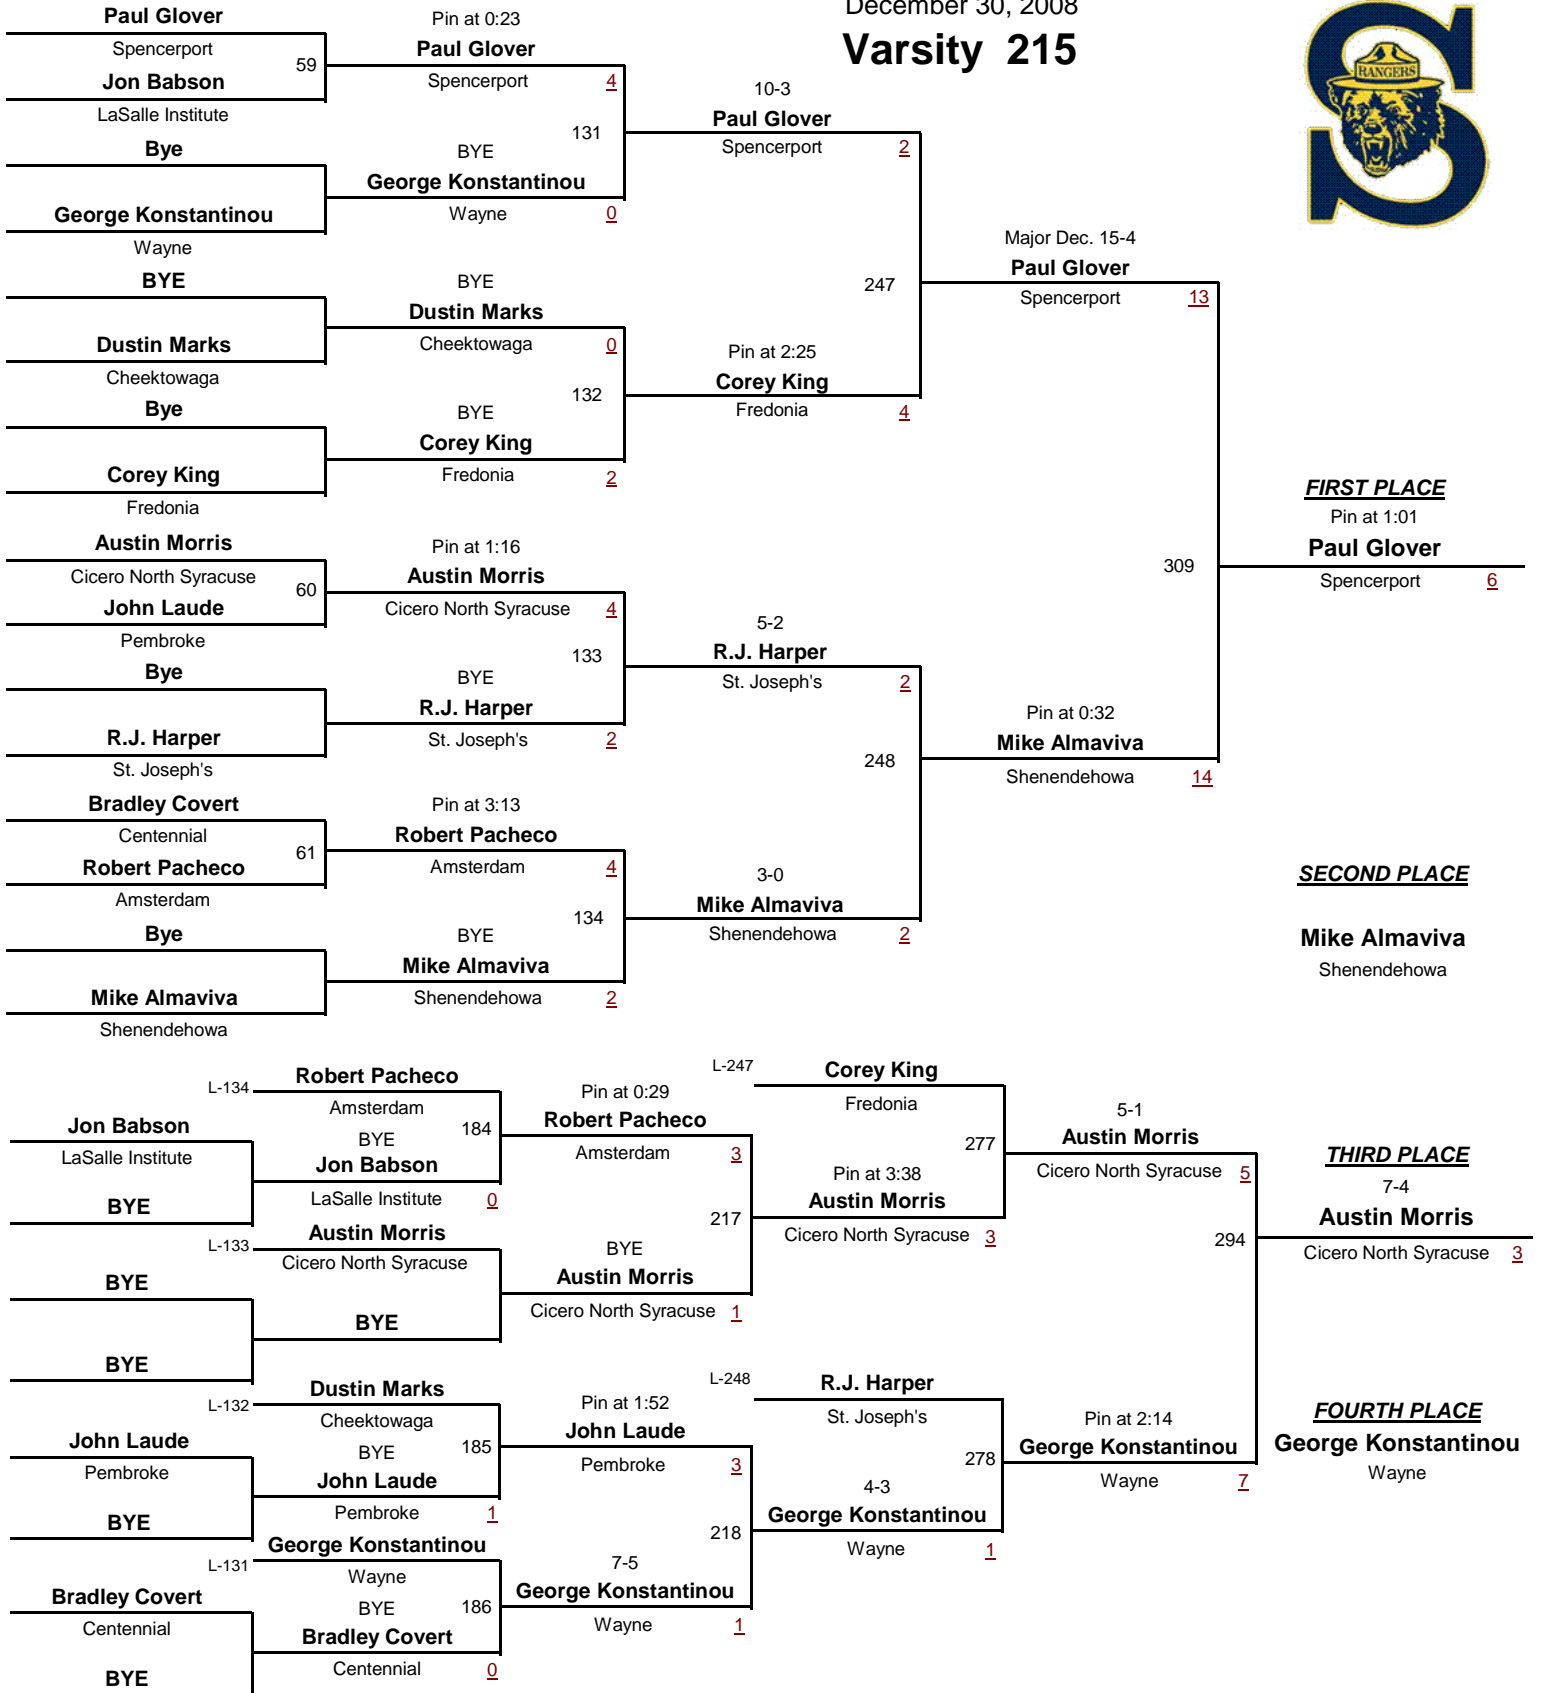 December 30, 2008
Varsity 215
RANGERS
Paul Glover
Spencerport
59
Jon Babson
LaSalle Institute
Bye
George Konstantinou
Wayne
BYE
Dustin Marks
Cheektowaga
Bye
Corey King
Fredonia
Austin Morris
Cicero North Syracuse
60
John Laude
Pembroke
Bye
R.J. Harper
St. Joseph's
Bradley Covert
Centennial
61
Robert Pacheco
Amsterdam
Bye
Mike Almaviva
Shenendehowa
Pin at 0:23
Paul Glover
Spencerport 4
131
BYE
George Konstantinou
Wayne 0
BYE
Dustin Marks
Cheektowaga 0
132
BYE
Corey King
Fredonia 2
Pin at 1:16
Austin Morris
Cicero North Syracuse 4
133
BYE
R.J. Harper
St. Joseph's 2
Pin at 3:13
Robert Pacheco
Amsterdam 4
134
BYE
Mike Almaviva
Shenendehowa 2
10-3
Paul Glover
Spencerport 2
247
Pin at 2:25
Corey King
Fredonia 4
5-2
R.J. Harper
St. Joseph's 2
248
3-0
Mike Almaviva
Shenendehowa 2
Major Dec. 15-4
Paul Glover
Spencerport 13
309
Pin at 0:32
Mike Almaviva
Shenendehowa 14
FIRST PLACE
Pin at 1:01
Paul Glover
Spencerport 6
SECOND PLACE
Mike Almaviva
Shenendehowa
Jon Babson
LaSalle Institute
BYE
BYE
BYE
John Laude
Pembroke
BYE
Bradley Covert
Centennial
BYE
L-134
Robert Pacheco
Amsterdam
184
BYE
Jon Babson
LaSalle Institute 0
L-133
Austin Morris
Cicero North Syracuse
BYE
L-132
Dustin Marks
Cheektowaga
185
BYE
John Laude
Pembroke 1
L-131
George Konstantinou
Wayne
186
BYE
Bradley Covert
Centennial 0
Pin at 0:29
Robert Pacheco
Amsterdam 3
217
BYE
Austin Morris
Cicero North Syracuse 1
Pin at 1:52
John Laude
Pembroke 3
218
7-5
George Konstantinou
Wayne 1
L-247
Corey King
Fredonia
277
Pin at 3:38
Austin Morris
Cicero North Syracuse 3
L-248
R.J. Harper
St. Joseph's
278
4-3
George Konstantinou
Wayne 1
5-1
Austin Morris
Cicero North Syracuse 5
294
Pin at 2:14
George Konstantinou
Wayne 7
THIRD PLACE
7-4
Austin Morris
Cicero North Syracuse 3
FOURTH PLACE
George Konstantinou
Wayne